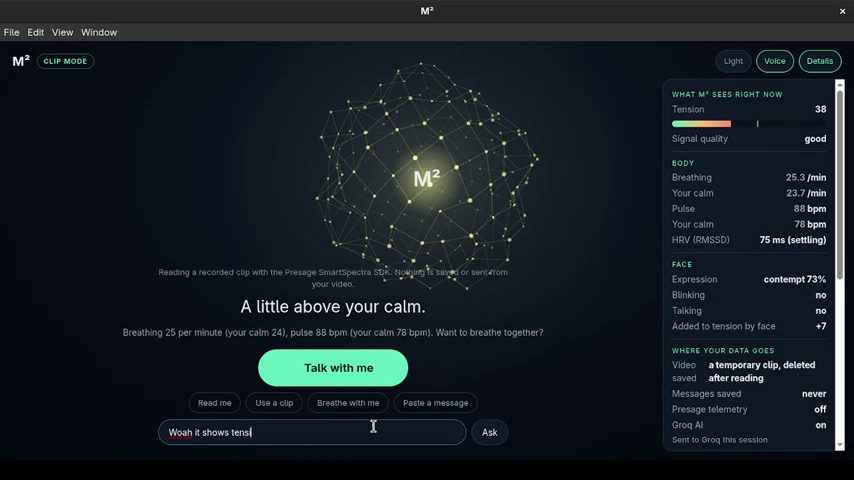 M²
File Edit View Window
M² CLIP MODE
Light Voice Details
M²
Reading a recorded clip with the Presage SmartSpectra SDK. Nothing is saved or sent from
your video.
A little above your calm.
Breathing 25 per minute (your calm 24), pulse 88 bpm (your calm 78 bpm). Want to breathe together?
Talk with me
Read me Use a clip Breathe with me Paste a message
Woah it shows tensi Ask
WHAT M² SEES RIGHT NOW
Tension 38
Signal quality good
BODY
Breathing 25.3 /min
Your calm 23.7 /min
Pulse 88 bpm
Your calm 78 bpm
HRV (RMSSD) 75 ms (settling)
FACE
Expression contempt 73%
Blinking no
Talking no
Added to tension by face +7
WHERE YOUR DATA GOES
Video saved a temporary clip, deleted after reading
Messages saved never
Presage telemetry off
Groq AI on
Sent to Groq this session